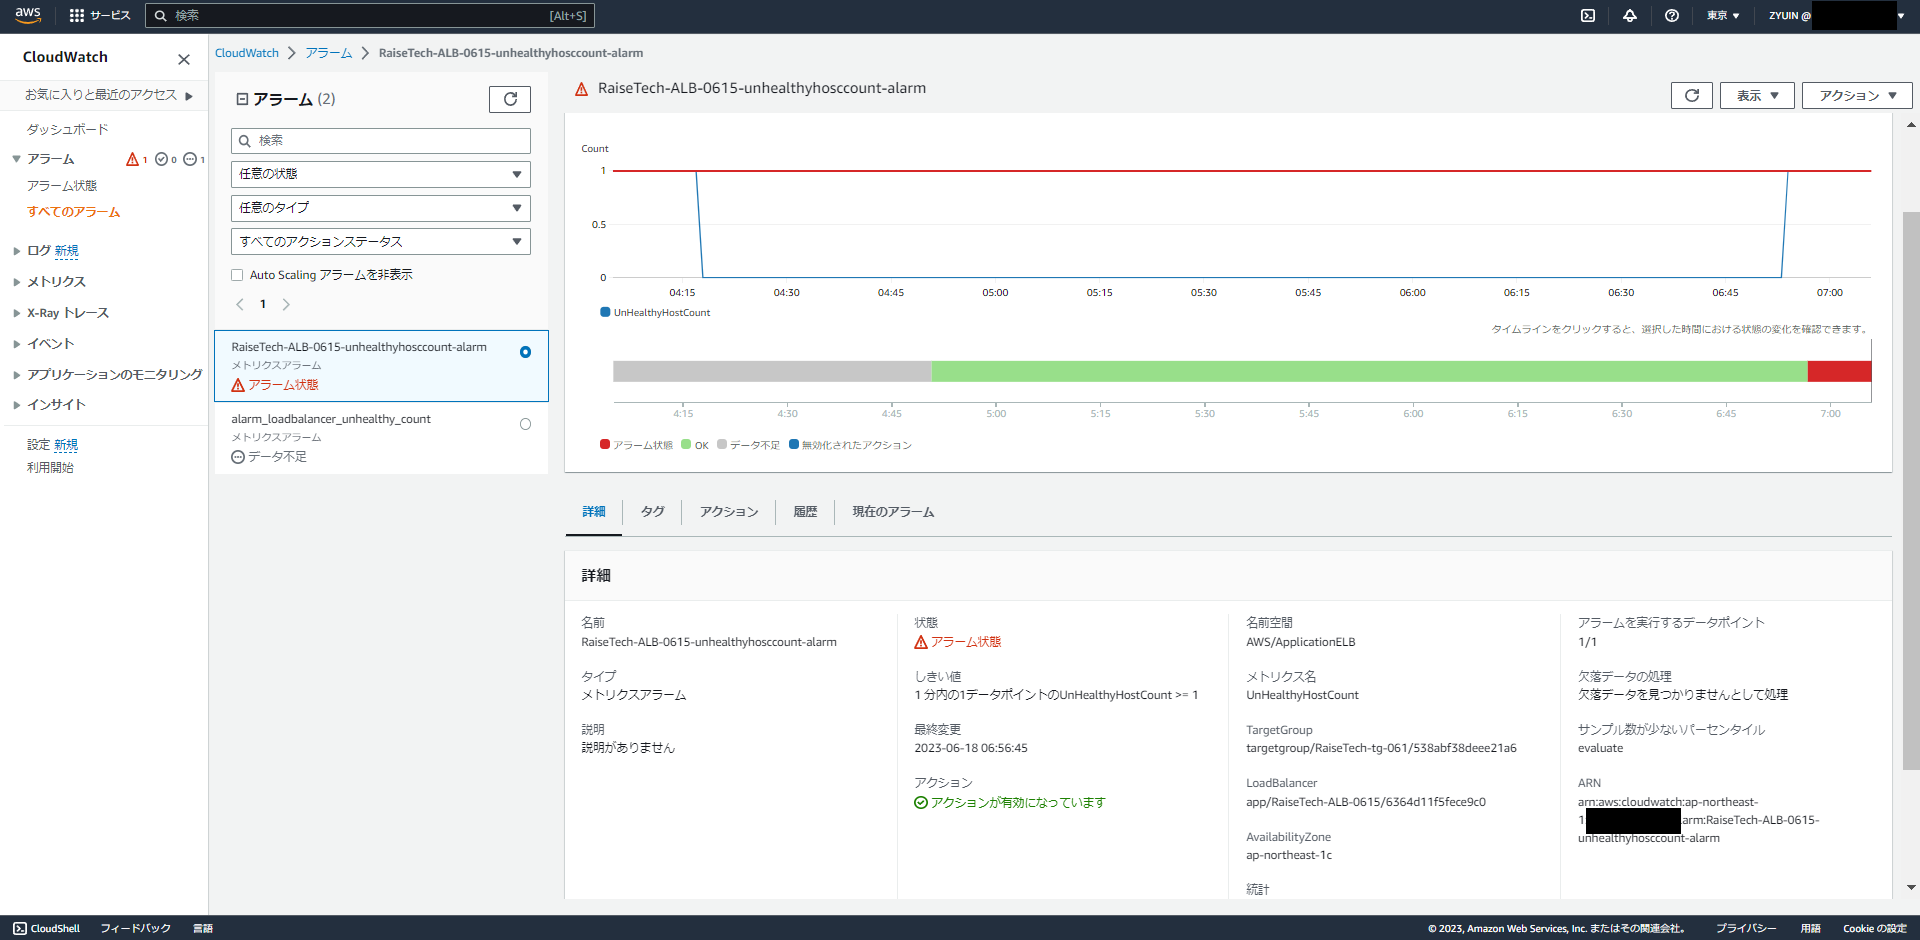 aws
サービス
検索
[Alt+S]
東京 ▼
ZYUIN @
CloudWatch
お気に入りと最近のアクセス
ダッシュボード
アラーム
1
0
1
アラーム状態
すべてのアラーム
ログ 新規
メトリクス
X-Ray トレース
イベント
アプリケーションのモニタリング
インサイト
設定 新規
利用開始
CloudWatch
アラーム
RaiseTech-ALB-0615-unhealthyhosccount-alarm
アラーム (2)
検索
任意の状態
任意のタイプ
すべてのアクションステータス
Auto Scaling アラームを非表示
1
RaiseTech-ALB-0615-unhealthyhosccount-alarm
メトリクスアラーム
アラーム状態
alarm_loadbalancer_unhealthy_count
メトリクスアラーム
データ不足
RaiseTech-ALB-0615-unhealthyhosccount-alarm
表示 ▼
アクション ▼
Count
1
0.5
0
04:15 04:30 04:45 05:00 05:15 05:30 05:45 06:00 06:15 06:30 06:45 07:00
UnHealthyHostCount
タイムラインをクリックすると、選択した時間における状態の変化を確認できます。
4:15 4:30 4:45 5:00 5:15 5:30 5:45 6:00 6:15 6:30 6:45 7:00
アラーム状態 OK データ不足 無効化されたアクション
詳細
タグ
アクション
履歴
現在のアラーム
詳細
名前
RaiseTech-ALB-0615-unhealthyhosccount-alarm
タイプ
メトリクスアラーム
説明
説明がありません
状態
アラーム状態
しきい値
1 分内の1データポイントのUnHealthyHostCount >= 1
最終変更
2023-06-18 06:56:45
アクション
アクションが有効になっています
名前空間
AWS/ApplicationELB
メトリクス名
UnHealthyHostCount
TargetGroup
targetgroup/RaiseTech-tg-061/538abf38deee21a6
LoadBalancer
app/RaiseTech-ALB-0615/6364d11f5fece9c0
AvailabilityZone
ap-northeast-1c
統計
アラームを実行するデータポイント
1/1
欠落データの処理
欠落データを見つかりませんとして処理
サンプル数が少ないパーセンタイル
evaluate
ARN
arn:aws:cloudwatch:ap-northeast-
1: arm:RaiseTech-ALB-0615-
unhealthyhosccount-alarm
CloudShell
フィードバック
言語
© 2023, Amazon Web Services, Inc. またはその関連会社。
プライバシー
用語
Cookie の設定